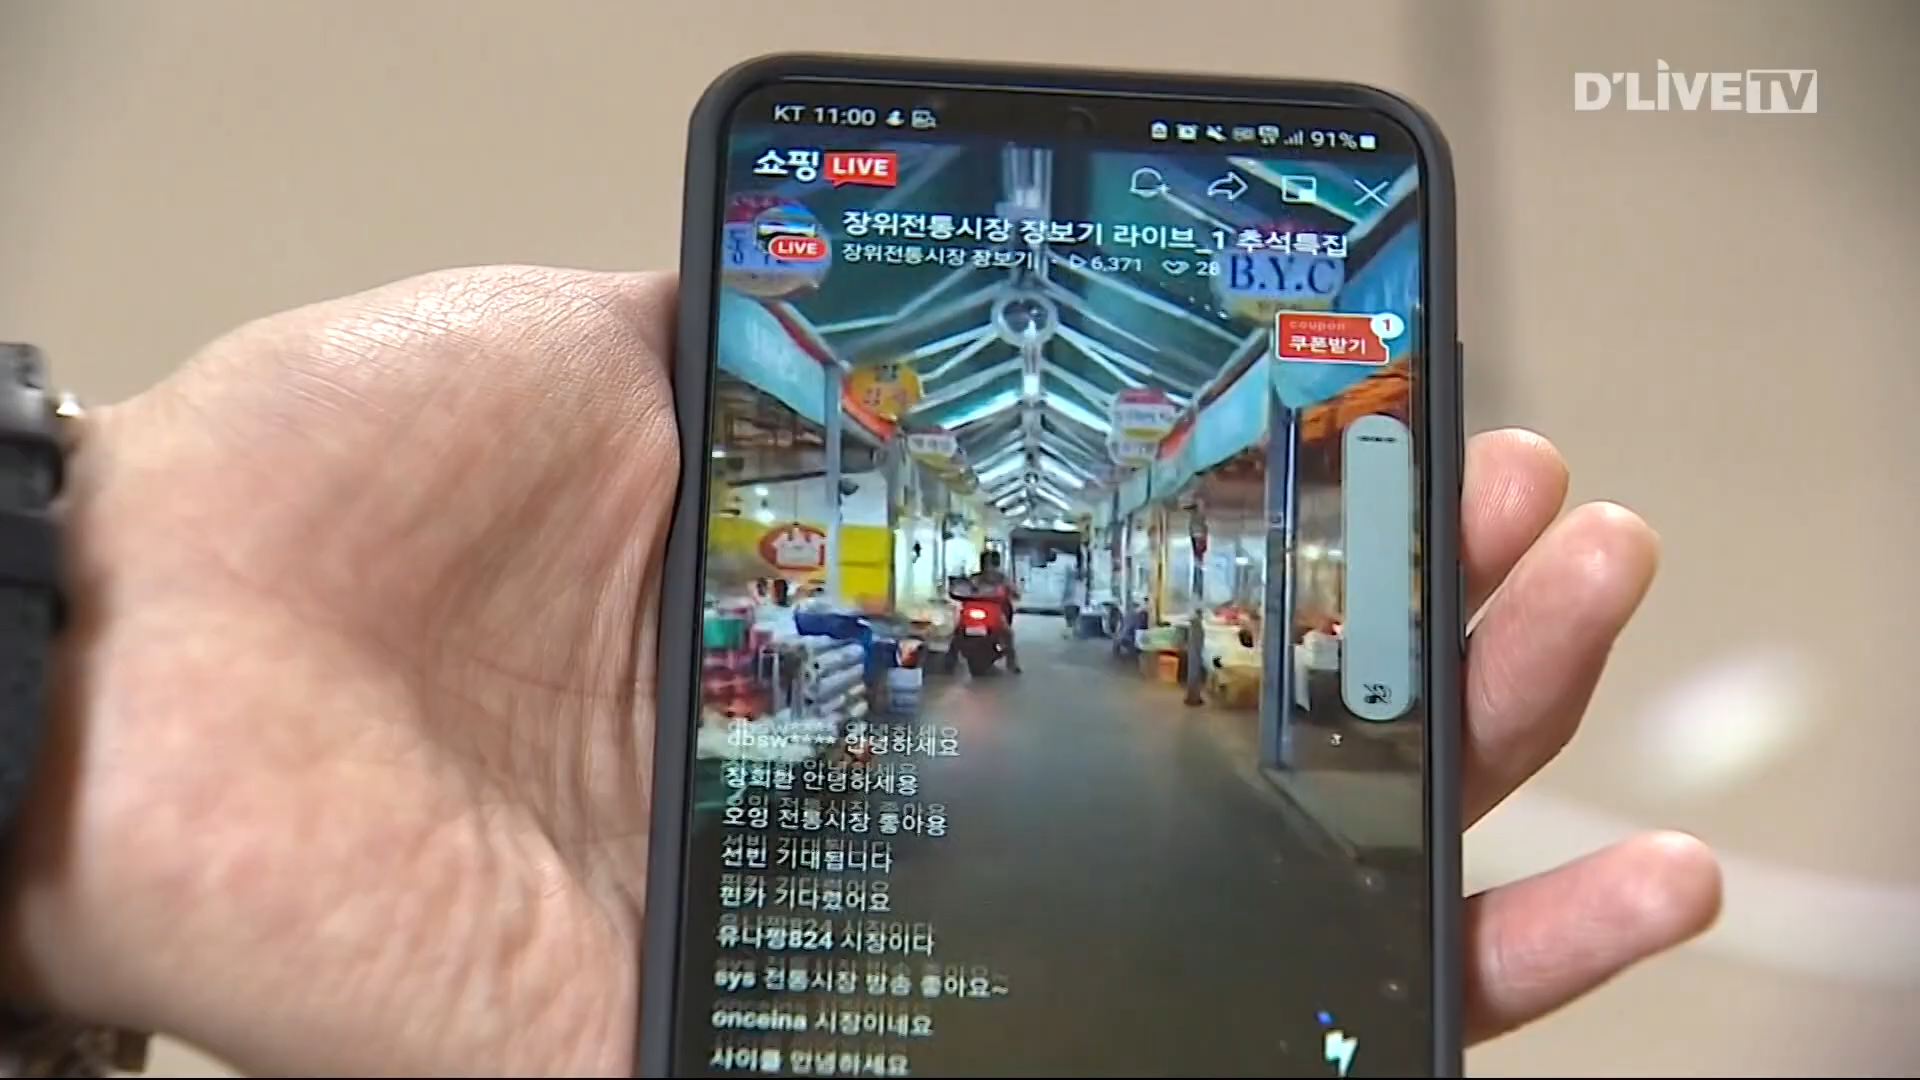 D'LIVE TV
KT 11:00
91%
쇼핑 LIVE
장위전통시장 장보기 라이브_1 추석특집
LIVE
장위전통시장 장보기 · ▷ 6,371 ♡ 28
B.Y.C
coupon 1
쿠폰받기
dbsw**** 안녕하세요
장회한 안녕하세용
오잉 전통시장 좋아용
선빈 기대됩니다
핀카 기다렸어요
유나짱824 시장이다
sys 전통시장 방송 좋아요~
onceina 시장이네요
사이를 안녕하세요